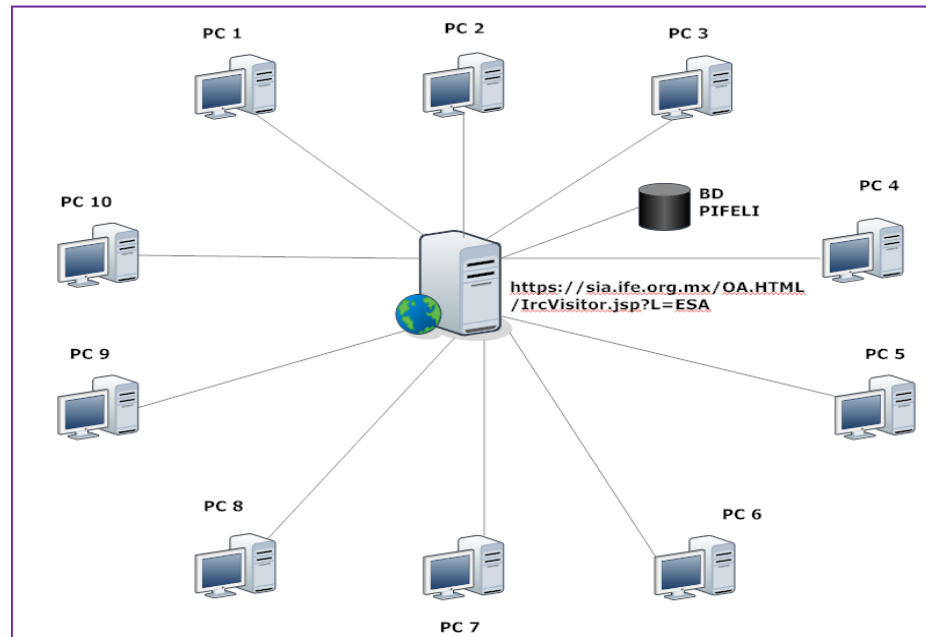 PC 1
PC 2
PC 3
PC 10
BD
PIFELI
PC 4
https://sia.ife.org.mx/OA.HTML
/IrcVisitor.jsp?L=ESA
PC 9
PC 5
PC 8
PC 6
PC 7